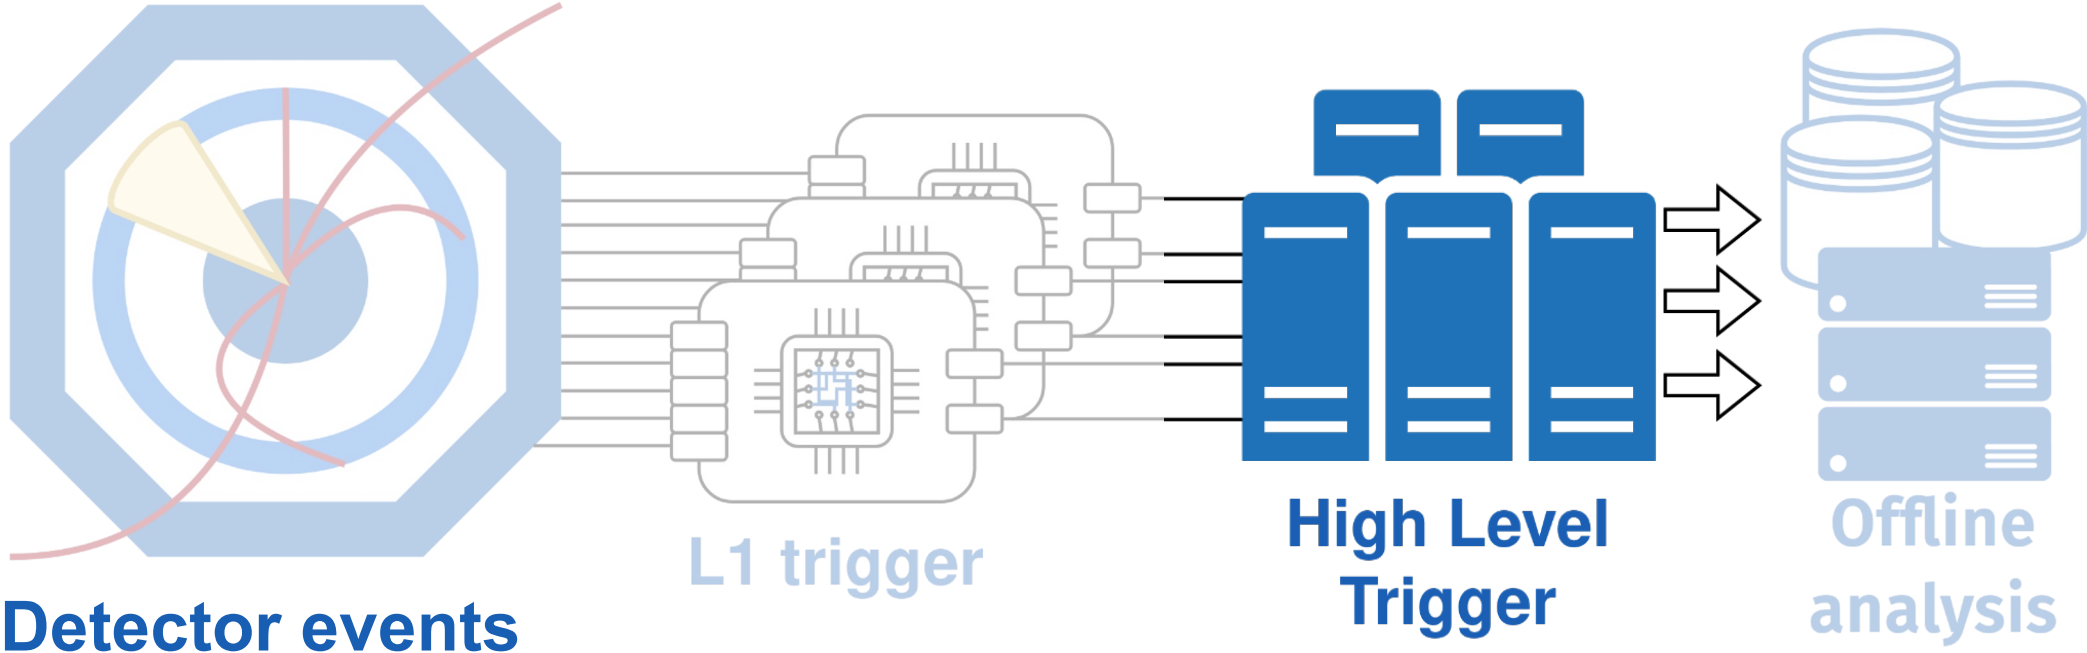 Detector events
L1 trigger
High Level
Trigger
Offline
analysis